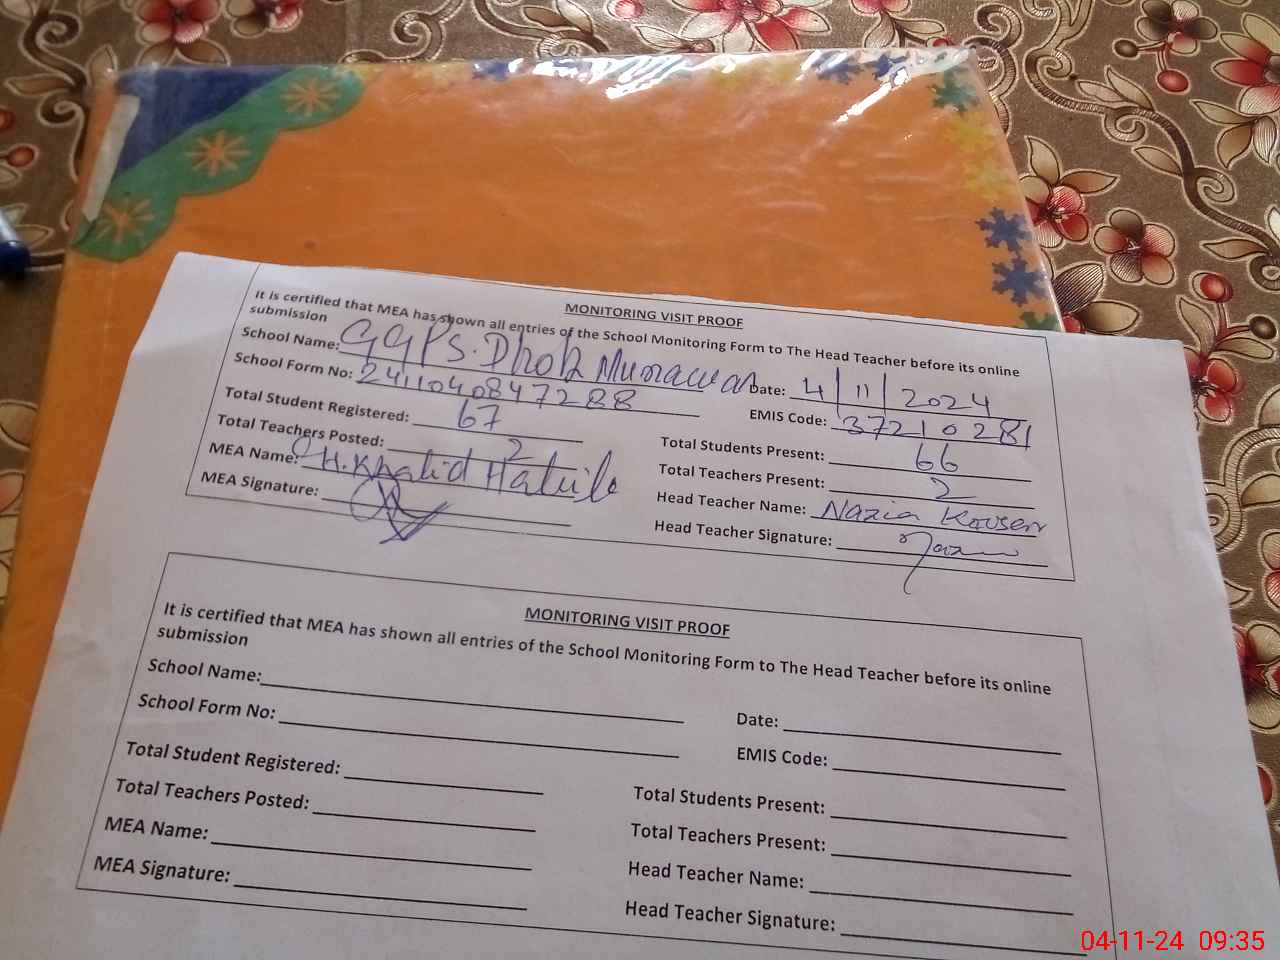 MONITORING VISIT PROOF
It is certified that MEA has shown all entries of the School Monitoring Form to The Head Teacher before its online
submission
School Name: GGPS. Dhok Munawar Date: 4/11/2024
School Form No: 2411040847288 EMIS Code: 37210281
Total Student Registered: 67 Total Students Present: 66
Total Teachers Posted: 2 Total Teachers Present: 2
MEA Name: CH. Khalid Head Teacher Name: Nazia Kousen
MEA Signature: Head Teacher Signature:
MONITORING VISIT PROOF
It is certified that MEA has shown all entries of the School Monitoring Form to The Head Teacher before its online
submission
School Name: Date:
School Form No: EMIS Code:
Total Student Registered: Total Students Present:
Total Teachers Posted: Total Teachers Present:
MEA Name: Head Teacher Name:
MEA Signature: Head Teacher Signature:
04-11-24 09:35